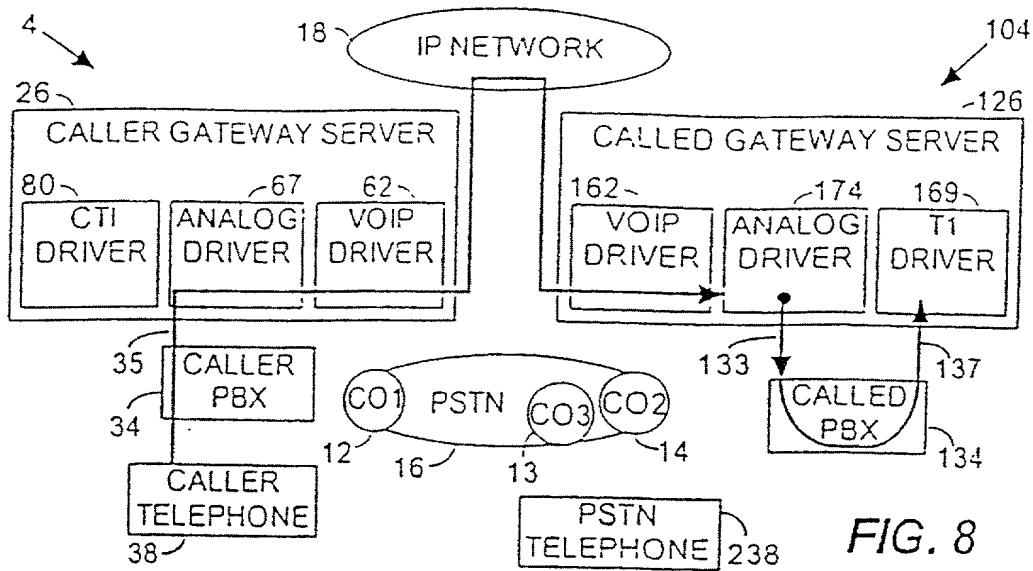 4
18
IP NETWORK
104
26
126
CALLER GATEWAY SERVER
CALLED GATEWAY SERVER
80
67
62
162
174
169
CTI
DRIVER
ANALOG
DRIVER
VOIP
DRIVER
VOIP
DRIVER
ANALOG
DRIVER
T1
DRIVER
35
133
137
CALLER
PBX
34
CO1
PSTN
CO3
CO2
CALLED
PBX
12
16
13
14
134
CALLER
TELEPHONE
38
PSTN
TELEPHONE
238
FIG. 8